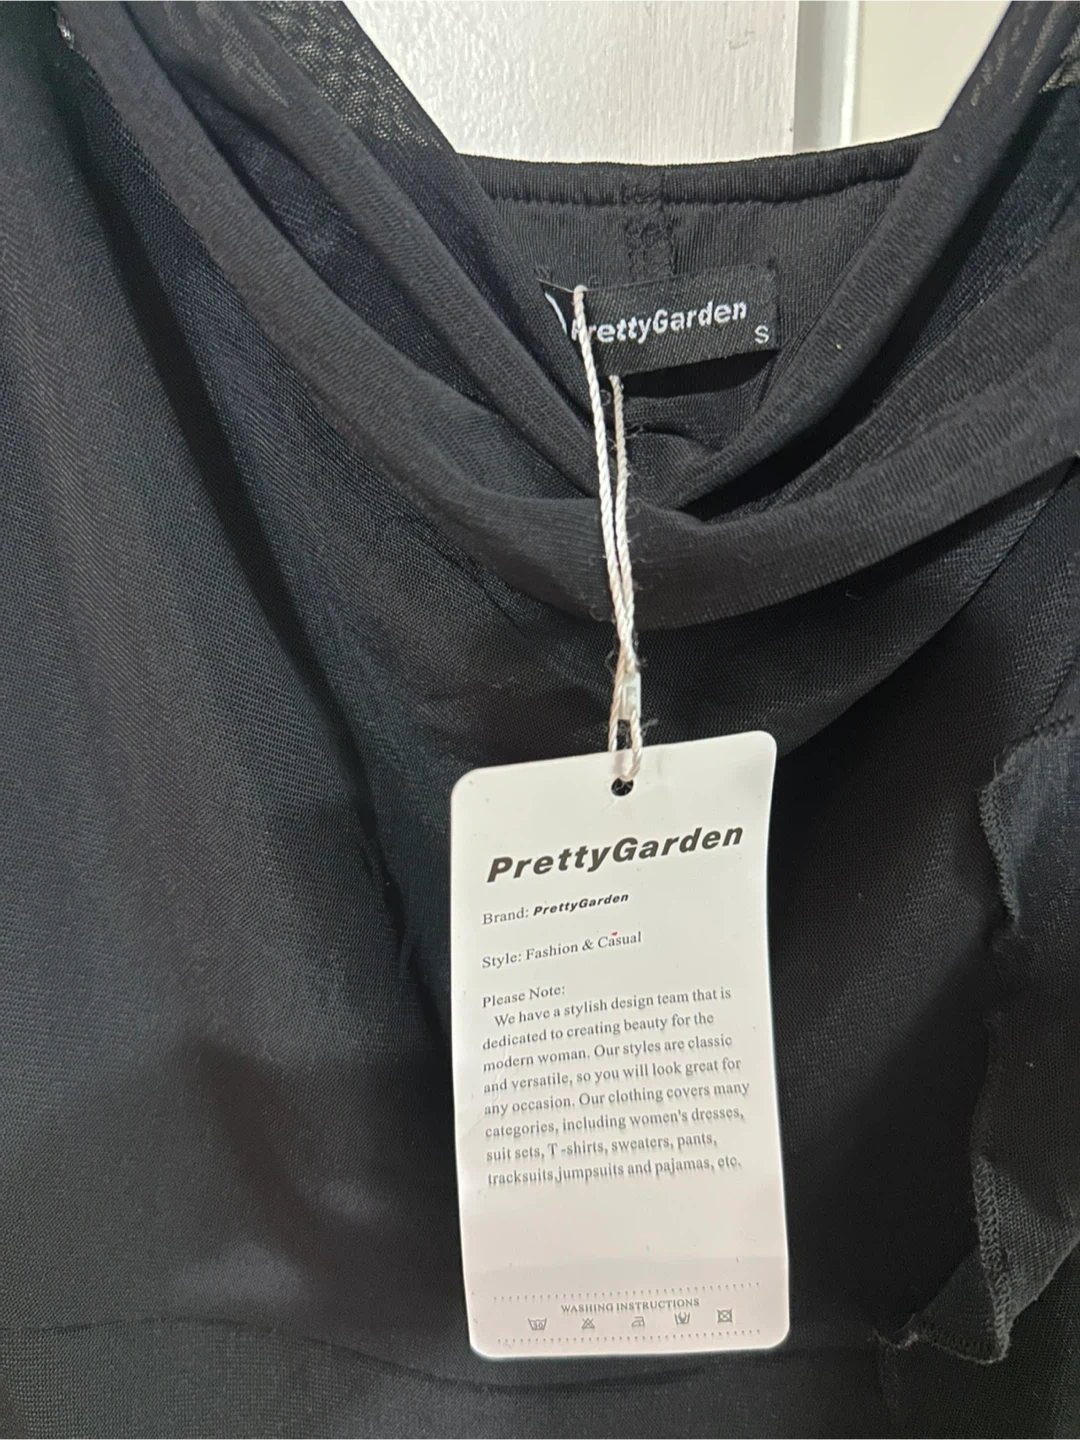 PrettyGarden
S
PrettyGarden
Brand: PrettyGarden
Style: Fashion & Casual
Please Note:
We have a stylish design team that is
dedicated to creating beauty for the
modern woman. Our styles are classic
and versatile, so you will look great for
any occasion. Our clothing covers many
categories, including women's dresses,
suit sets, T -shirts, sweaters, pants,
tracksuits,jumpsuits and pajamas, etc.
WASHING INSTRUCTIONS